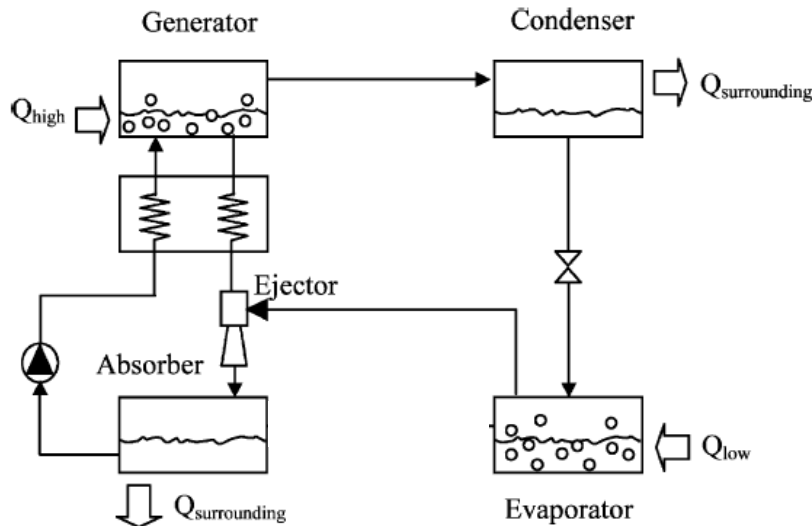 Generator
Condenser
Qhigh
Qsurrounding
Ejector
Absorber
Qlow
Qsurrounding
Evaporator